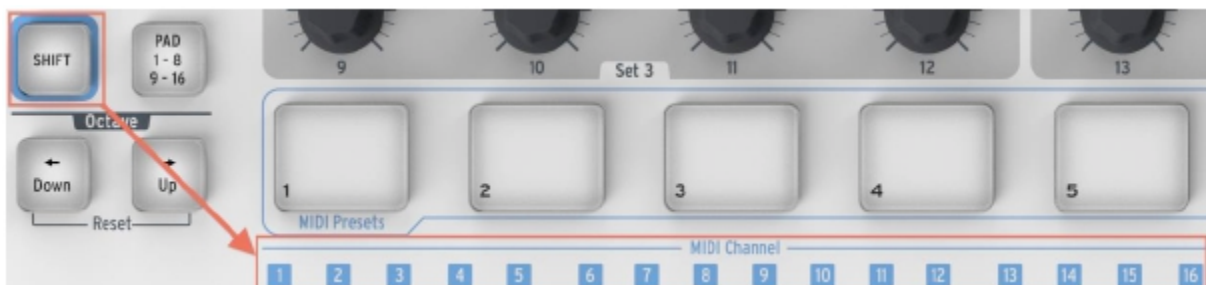 SHIFT
PAD
1 - 8
9 - 16
Octave
← Down
→ Up
Reset
9
10
Set 3
11
12
13
1
2
3
4
5
MIDI Presets
MIDI Channel
1 2 3 4 5 6 7 8 9 10 11 12 13 14 15 16